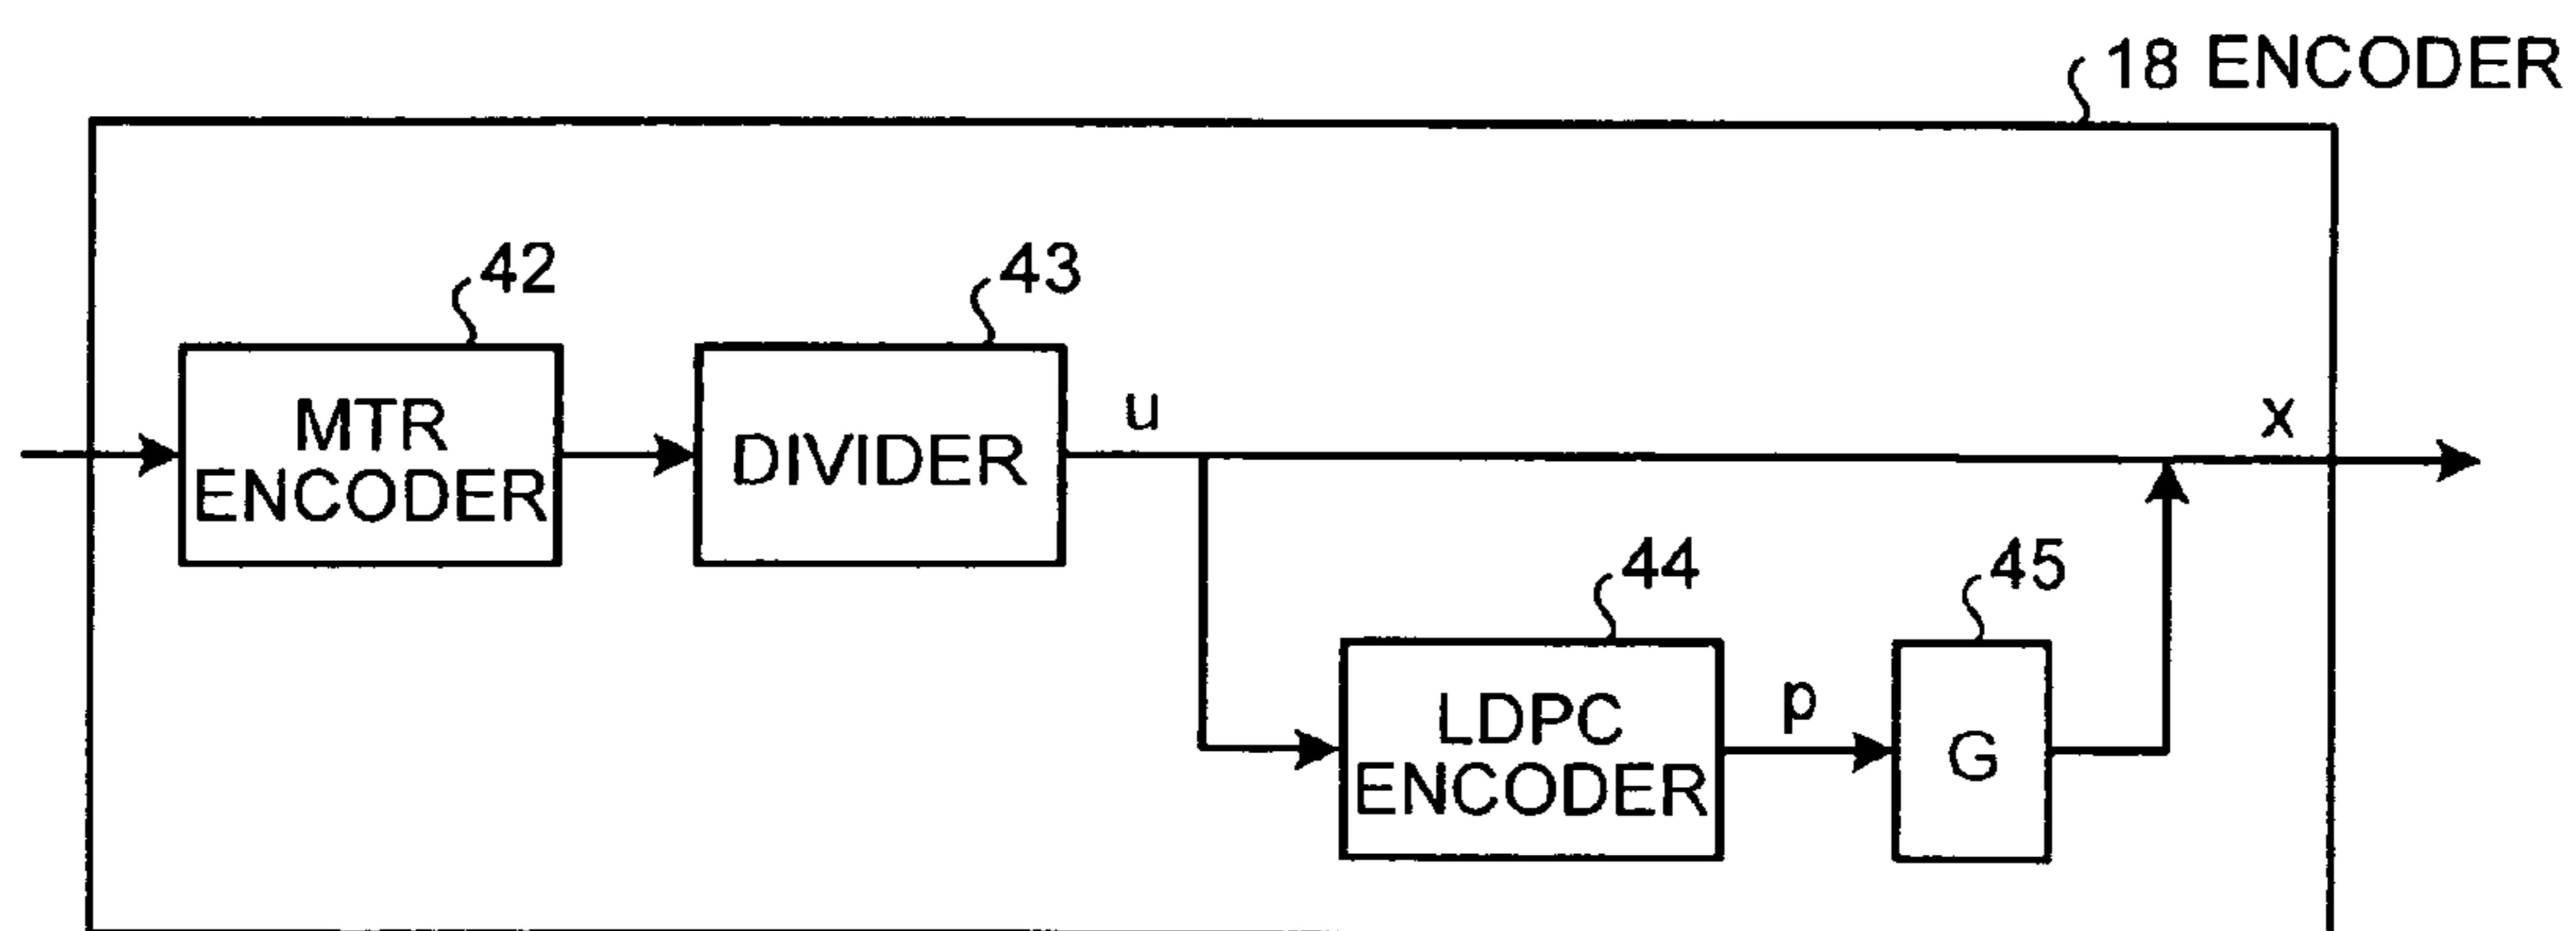 18 ENCODER
42
43
MTR
ENCODER
DIVIDER
u
x
44
45
LDPC
ENCODER
p
G